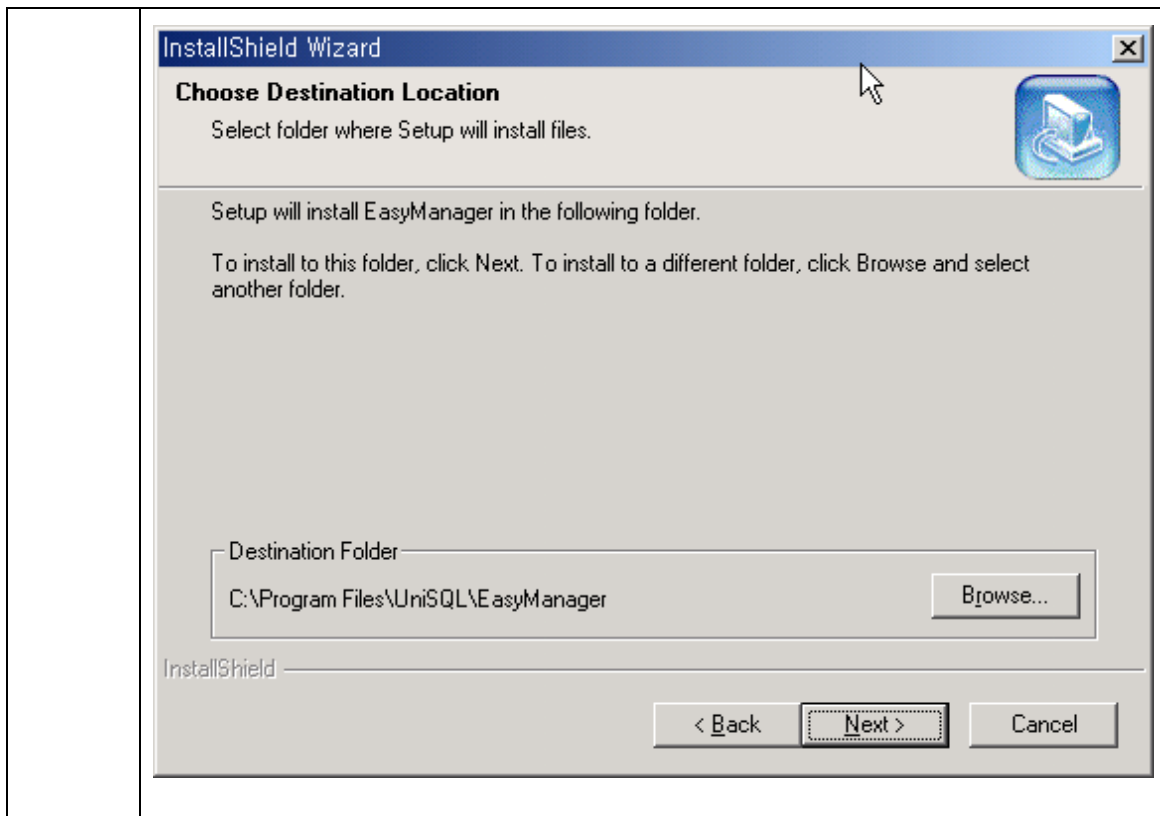 InstallShield Wizard
Choose Destination Location
Select folder where Setup will install files.
Setup will install EasyManager in the following folder.
To install to this folder, click Next. To install to a different folder, click Browse and select
another folder.
Destination Folder
C:\Program Files\UniSQL\EasyManager
Browse...
InstallShield
< Back
Next >
Cancel